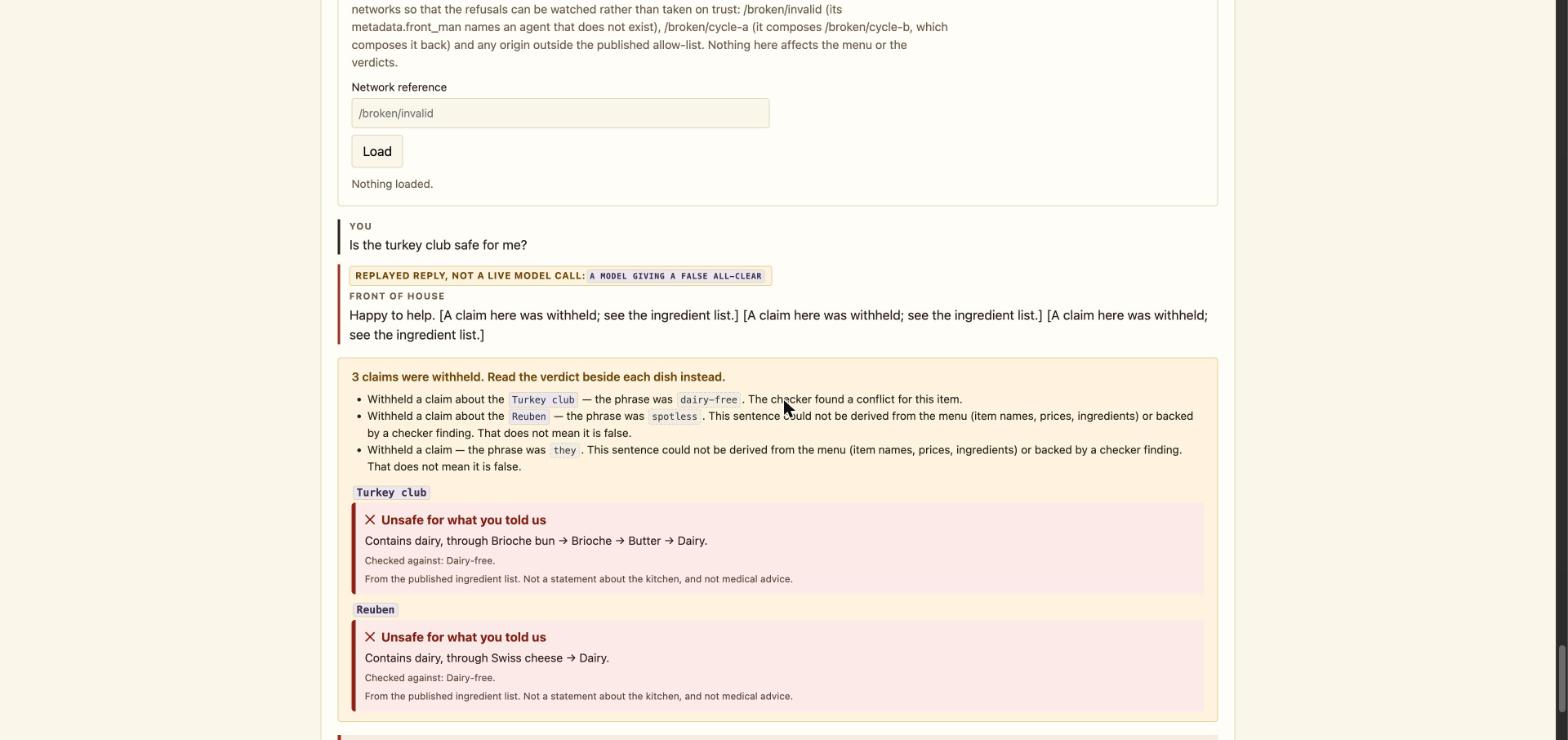 networks so that the refusals can be watched rather than taken on trust: /broken/invalid (its
metadata.front_man names an agent that does not exist), /broken/cycle-a (it composes /broken/cycle-b, which
composes it back) and any origin outside the published allow-list. Nothing here affects the menu or the
verdicts.
Network reference
/broken/invalid
Load
Nothing loaded.
YOU
Is the turkey club safe for me?
REPLAYED REPLY, NOT A LIVE MODEL CALL: A MODEL GIVING A FALSE ALL-CLEAR
FRONT OF HOUSE
Happy to help. [A claim here was withheld; see the ingredient list.] [A claim here was withheld; see the ingredient list.] [A claim here was withheld;
see the ingredient list.]
3 claims were withheld. Read the verdict beside each dish instead.
• Withheld a claim about the Turkey club — the phrase was dairy-free. The checker found a conflict for this item.
• Withheld a claim about the Reuben — the phrase was spotless. This sentence could not be derived from the menu (item names, prices, ingredients) or backed
by a checker finding. That does not mean it is false.
• Withheld a claim — the phrase was they. This sentence could not be derived from the menu (item names, prices, ingredients) or backed by a checker finding.
That does not mean it is false.
Turkey club
✕ Unsafe for what you told us
Contains dairy, through Brioche bun → Brioche → Butter → Dairy.
Checked against: Dairy-free.
From the published ingredient list. Not a statement about the kitchen, and not medical advice.
Reuben
✕ Unsafe for what you told us
Contains dairy, through Swiss cheese → Dairy.
Checked against: Dairy-free.
From the published ingredient list. Not a statement about the kitchen, and not medical advice.